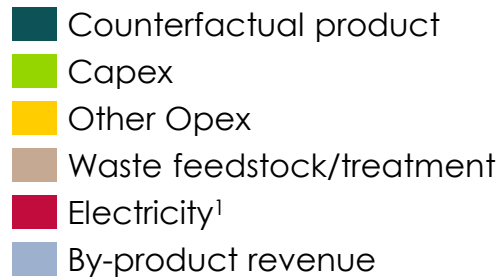 Counterfactual product
Capex
Other Opex
Waste feedstock/treatment
Electricity¹
By-product revenue